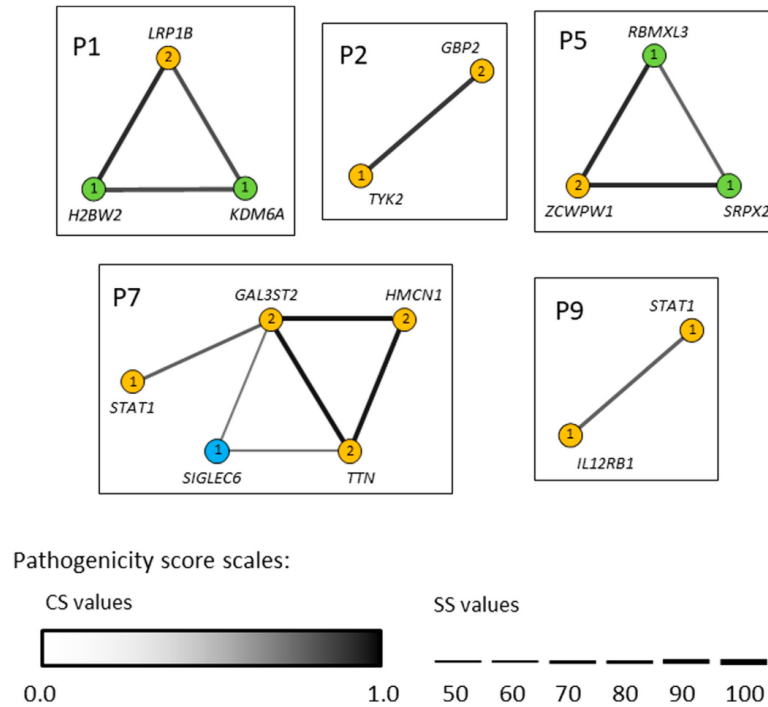 P1
LRP1B
2
1
1
H2BW2
KDM6A
P2
GBP2
2
1
TYK2
P5
RBMXL3
1
2
1
ZCWPW1
SRPX2
P7
GAL3ST2
HMCN1
2
2
1
STAT1
1
2
SIGLEC6
TTN
P9
STAT1
1
1
IL12RB1
Pathogenicity score scales:
CS values
0.0 1.0
SS values
50 60 70 80 90 100